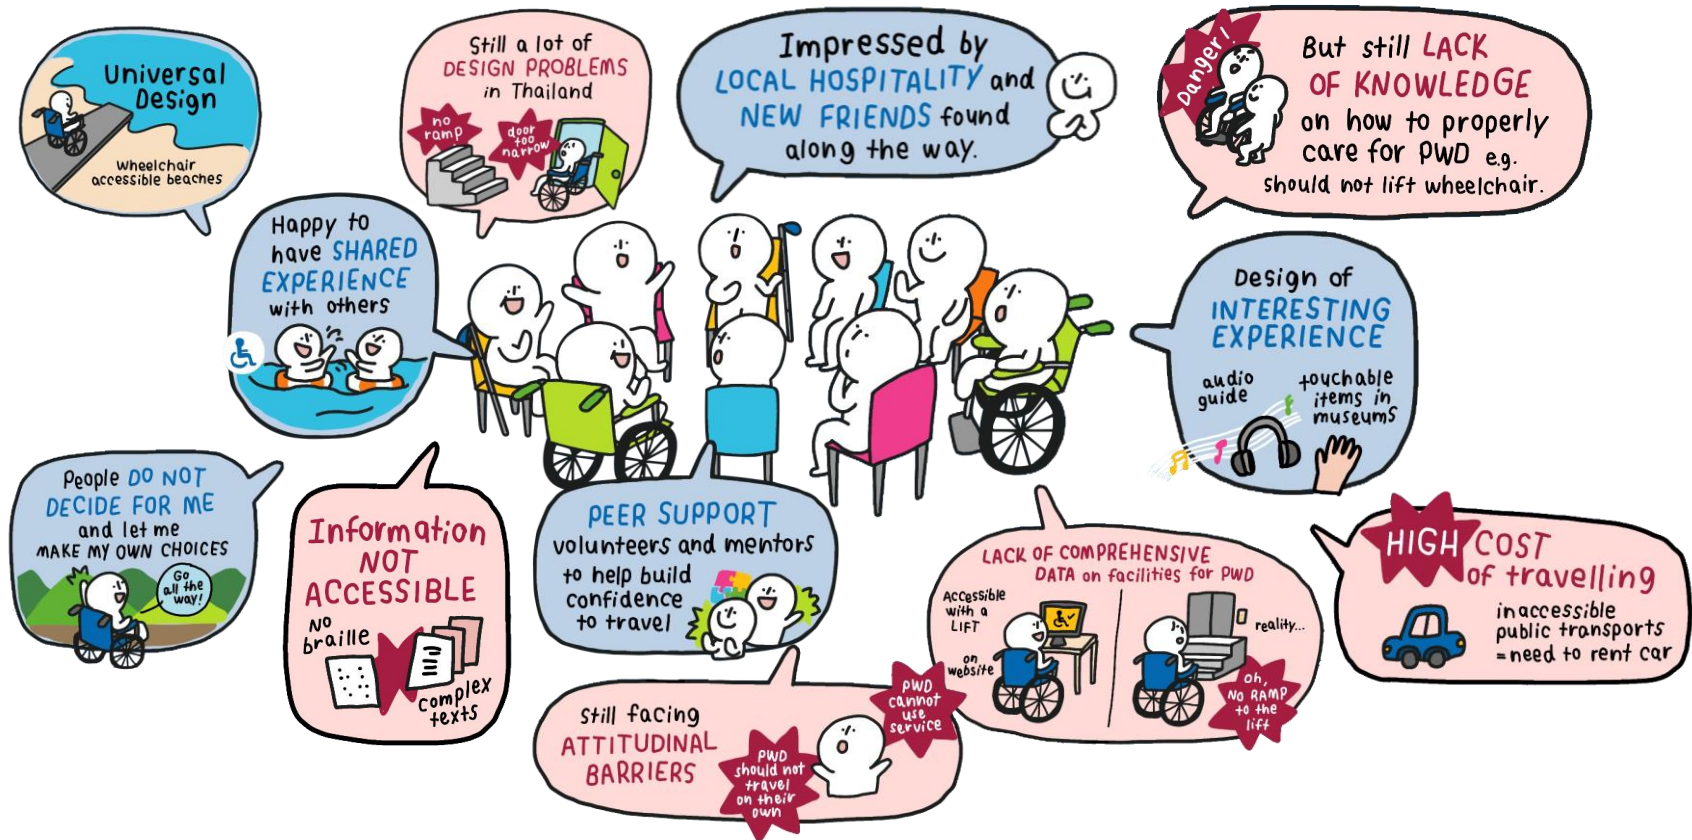 Universal
Design
Wheelchair
accessible beaches
Still a lot of
DESIGN PROBLEMS
in Thailand
no
ramp
door
too
narrow
Impressed by
LOCAL HOSPITALITY and
NEW FRIENDS found
along the way.
Danger!
But still LACK
OF KNOWLEDGE
on how to properly
care for PWD e.g.
should not lift wheelchair.
Happy to
have SHARED
EXPERIENCE
with others
Design of
INTERESTING
EXPERIENCE
audio
guide
touchable
items in
museums
People DO NOT
DECIDE FOR ME
and let me
MAKE MY OWN CHOICES
Go
all the
way!
Information
NOT
ACCESSIBLE
NO
braille
complex
texts
PEER SUPPORT
volunteers and mentors
to help build
confidence
to travel
LACK OF COMPREHENSIVE
DATA on facilities for PWD
Accessible
with a
LIFT
on
website
reality...
oh,
NO RAMP
to the
lift
HIGH COST
of travelling
inaccessible
public transports
= need to rent car
still facing
ATTITUDINAL
BARRIERS
PWD
should not
travel
on their
own
PWD
cannot
use
service